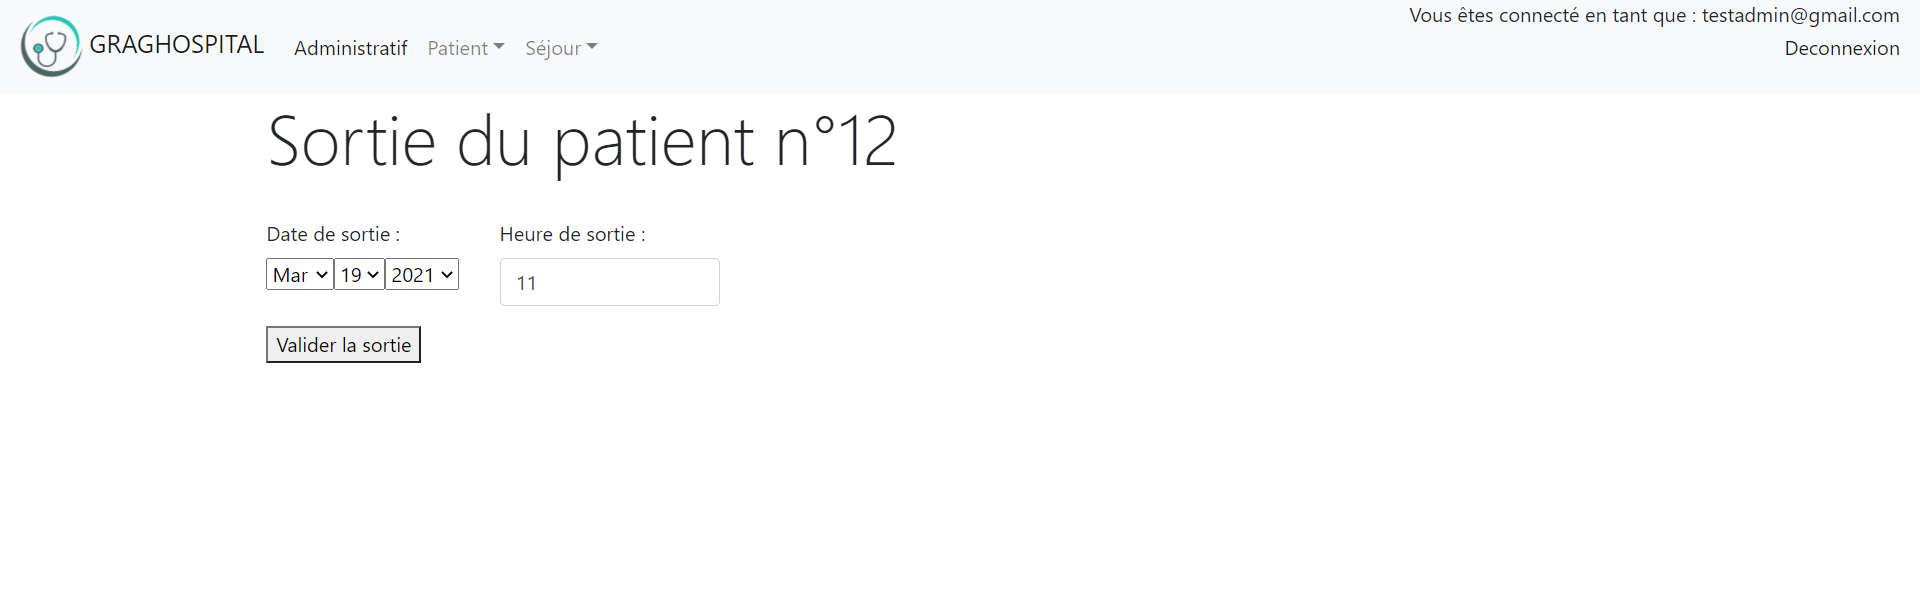 Vous êtes connecté en tant que : testadmin@gmail.com
GRAGHOSPITAL Administratif Patient Séjour Deconnexion
Sortie du patient n°12
Date de sortie : Heure de sortie :
Mar 19 2021 11
Valider la sortie